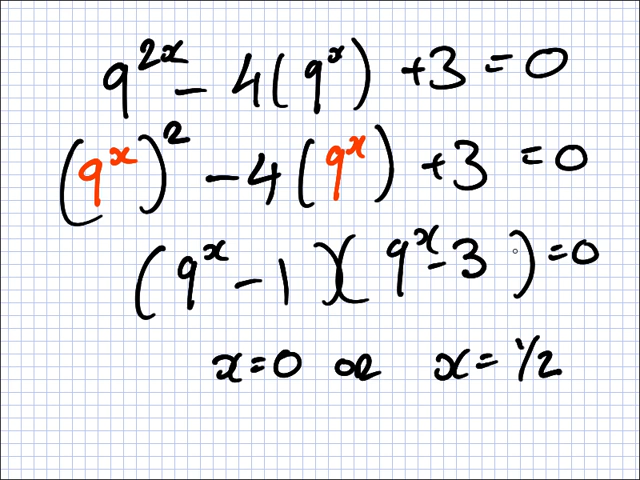 9^{2x} - 4(9^x) +3 = 0
(9^x)^2 - 4(9^x) +3 = 0
(9^x - 1)(9^x - 3) = 0
x = 0 or x = 1/2